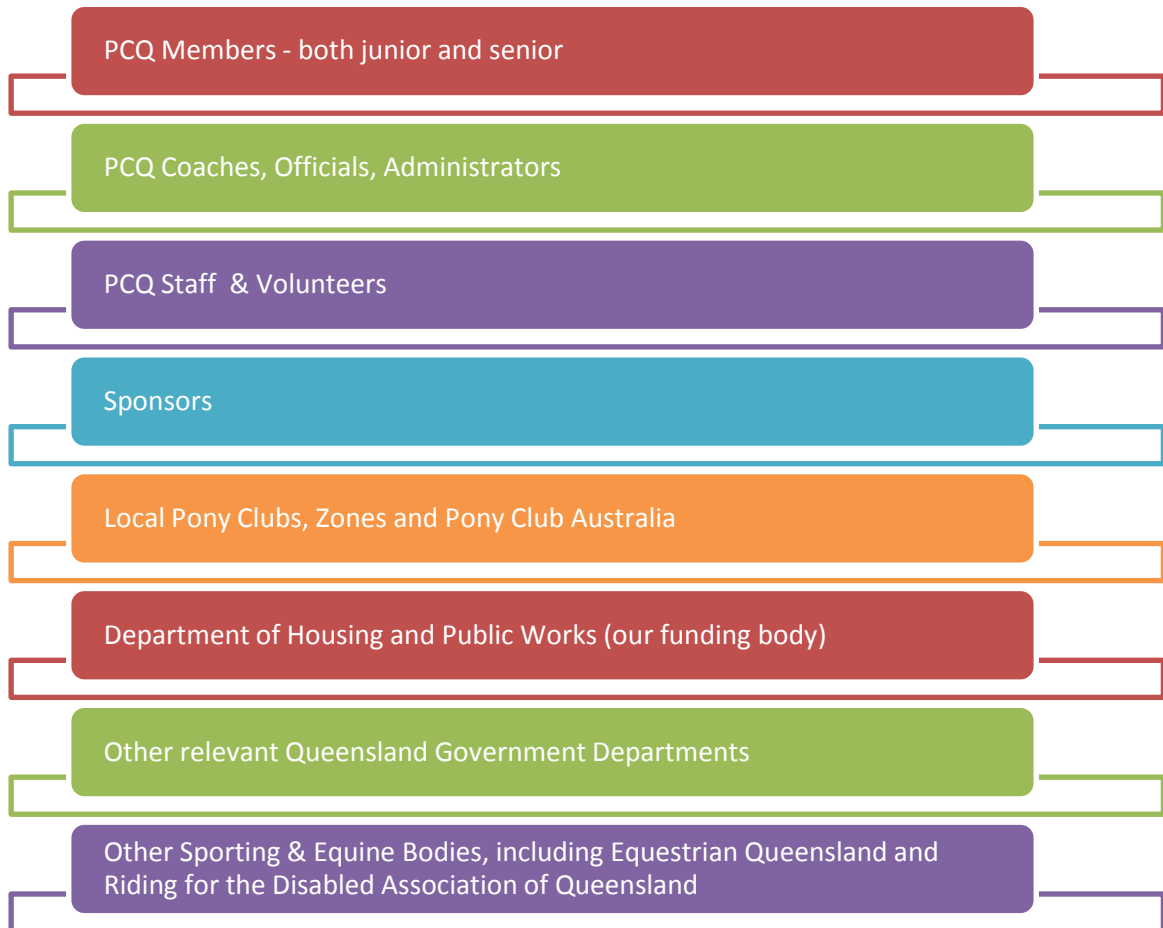 PCQ Members - both junior and senior
PCQ Coaches, Officials, Administrators
PCQ Staff & Volunteers
Sponsors
Local Pony Clubs, Zones and Pony Club Australia
Department of Housing and Public Works (our funding body)
Other relevant Queensland Government Departments
Other Sporting & Equine Bodies, including Equestrian Queensland and
Riding for the Disabled Association of Queensland